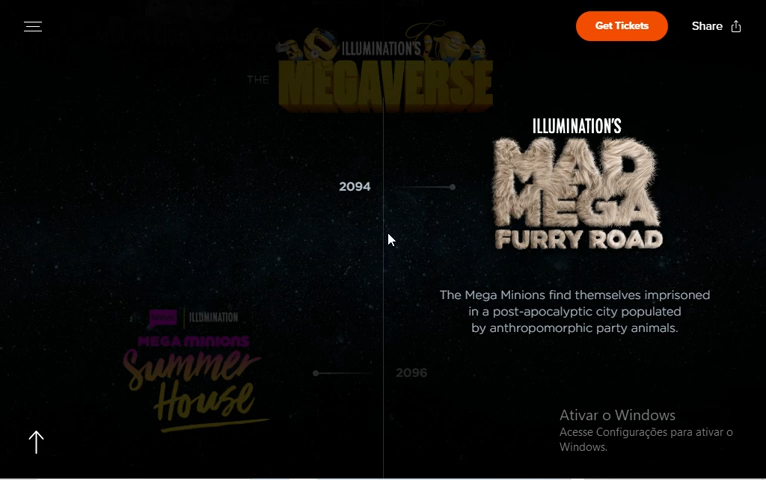 Get Tickets
Share
ILLUMINATION'S
THE
MEGAVERSE
2094
ILLUMINATION'S
MAD
MEGA
FURRY ROAD
The Mega Minions find themselves imprisoned
in a post-apocalyptic city populated
by anthropomorphic party animals.
ILLUMINATION
MEGA MINIONS
Summer
House
2096
Ativar o Windows
Acesse Configurações para ativar o
Windows.